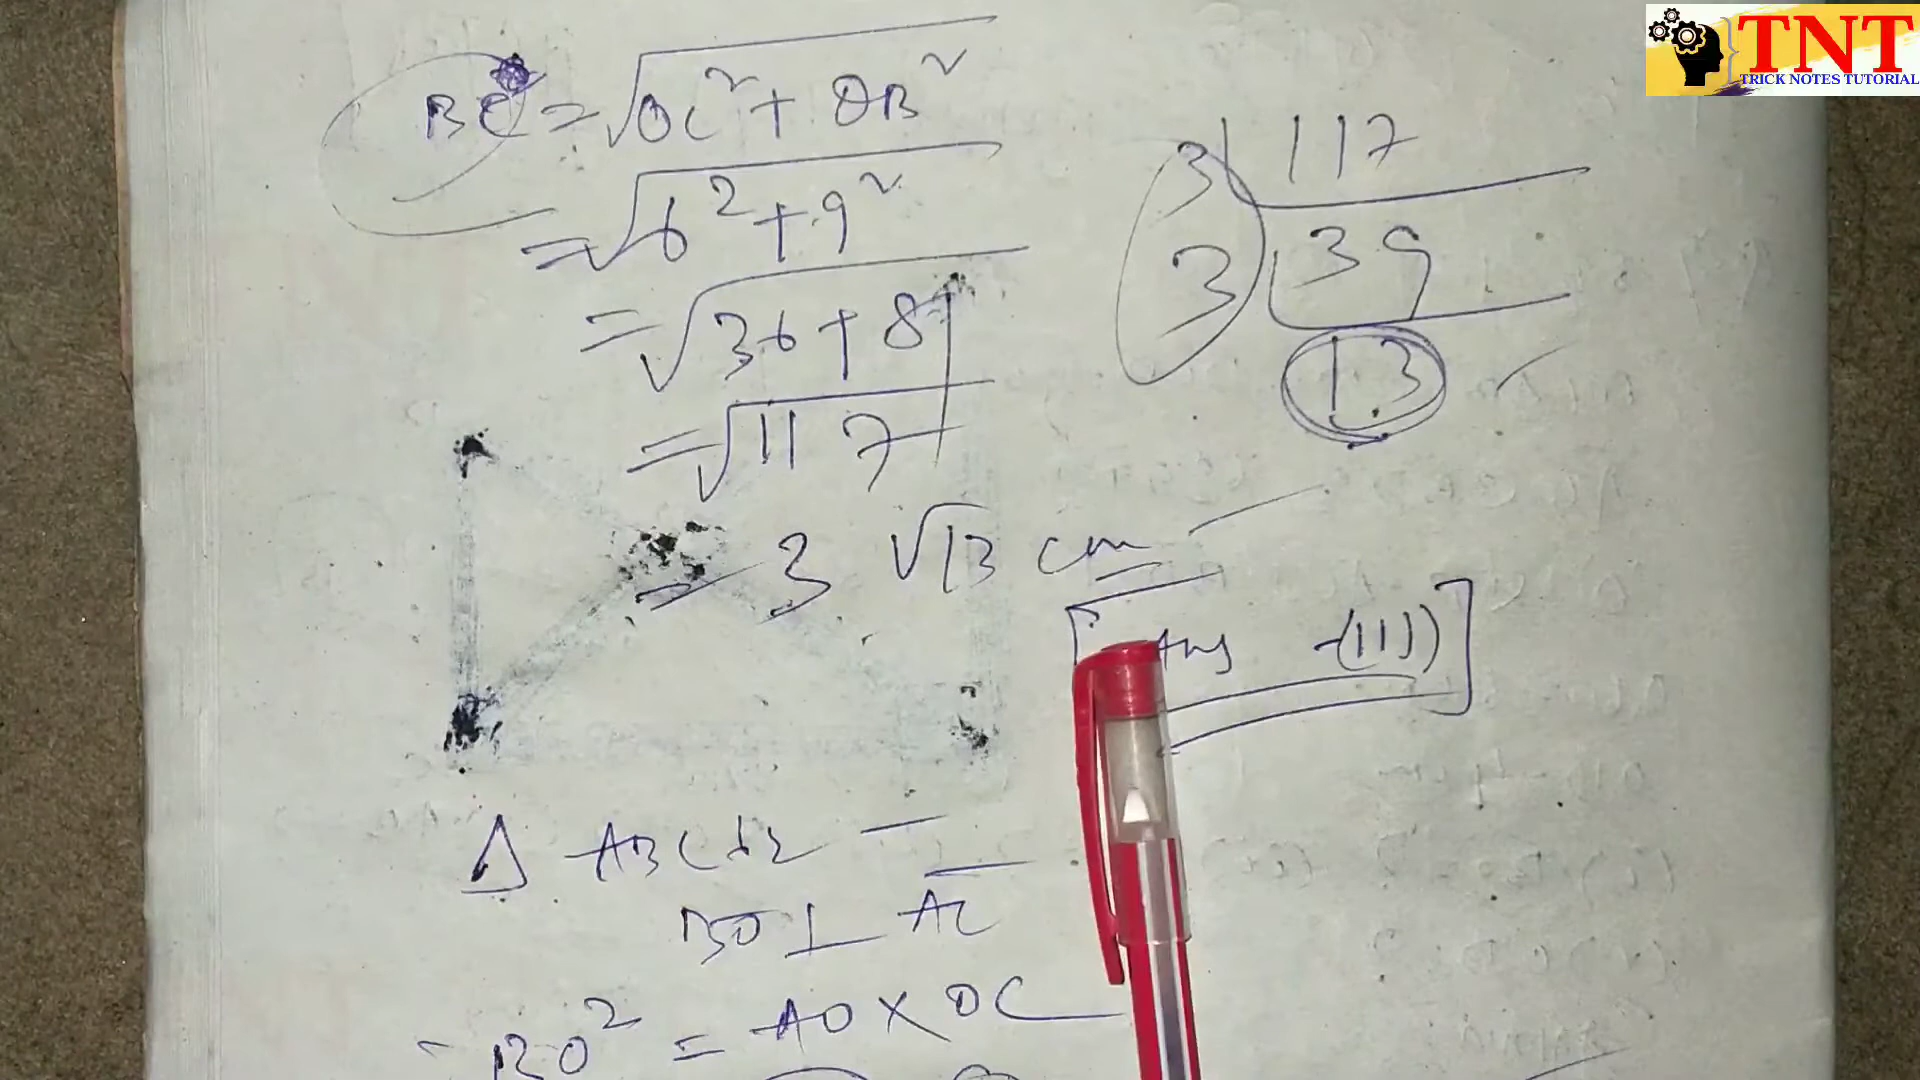 TNT
TRICK NOTES TUTORIAL
BC = √OC² + OB²
= √6² + 9²
= √36 + 81
= √117
= 3 √13 cm
3 117
3 39
13
Ans -(iii)
Δ ABC
BO ⊥ AC
BO² = AO × OC